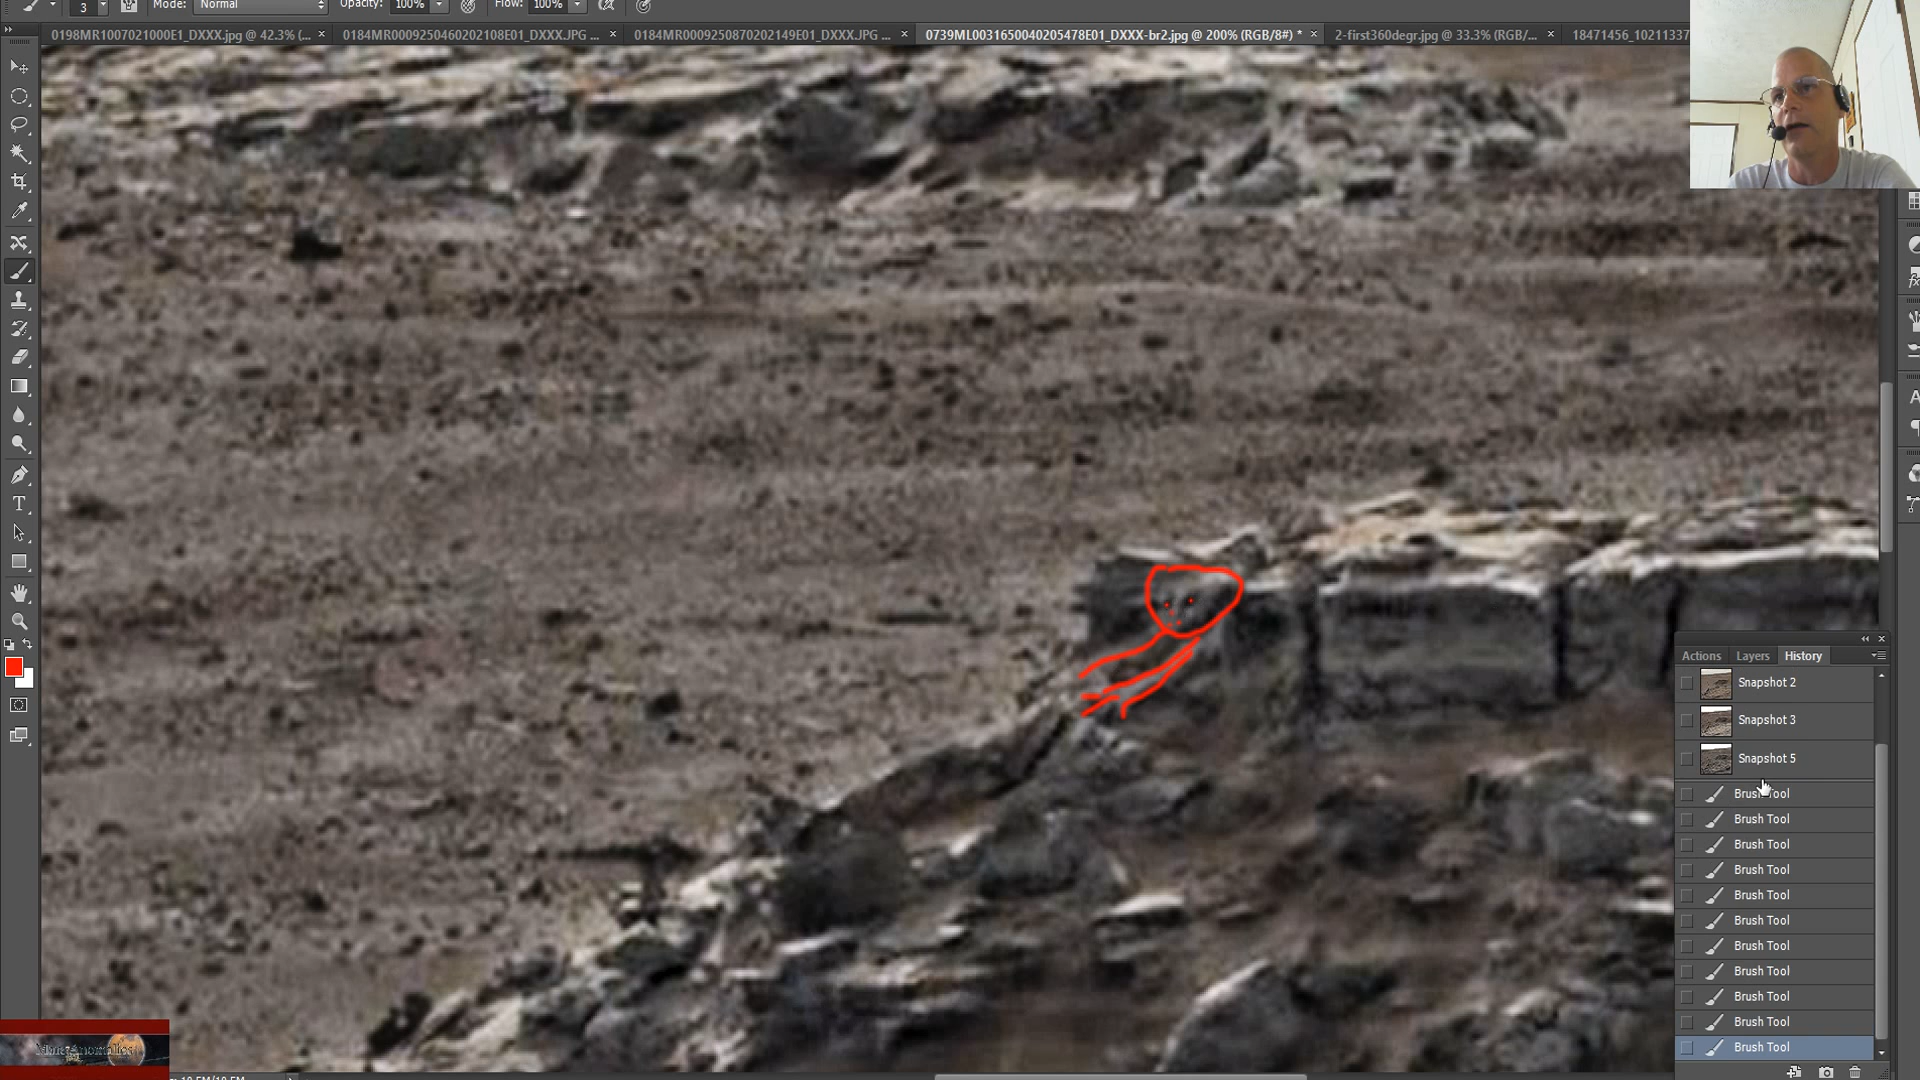 3 Mode: Normal Opacity: 100% Flow: 100%
0198MR1007021000E1_DXXX.jpg @ 42.3% (... × 0184MR0009250460202108E01_DXXX.JPG ... × 0184MR0009250870202149E01_DXXX.JPG ... × 0739ML0031650040205478E01_DXXX-br2.jpg @ 200% (RGB/8#) * × 2-first360degr.jpg @ 33.3% (RGB/... × 18471456_10211337
Actions Layers History
Snapshot 2
Snapshot 3
Snapshot 5
Brush Tool
Brush Tool
Brush Tool
Brush Tool
Brush Tool
Brush Tool
Brush Tool
Brush Tool
Brush Tool
Brush Tool
Brush Tool
Mars Anomalies